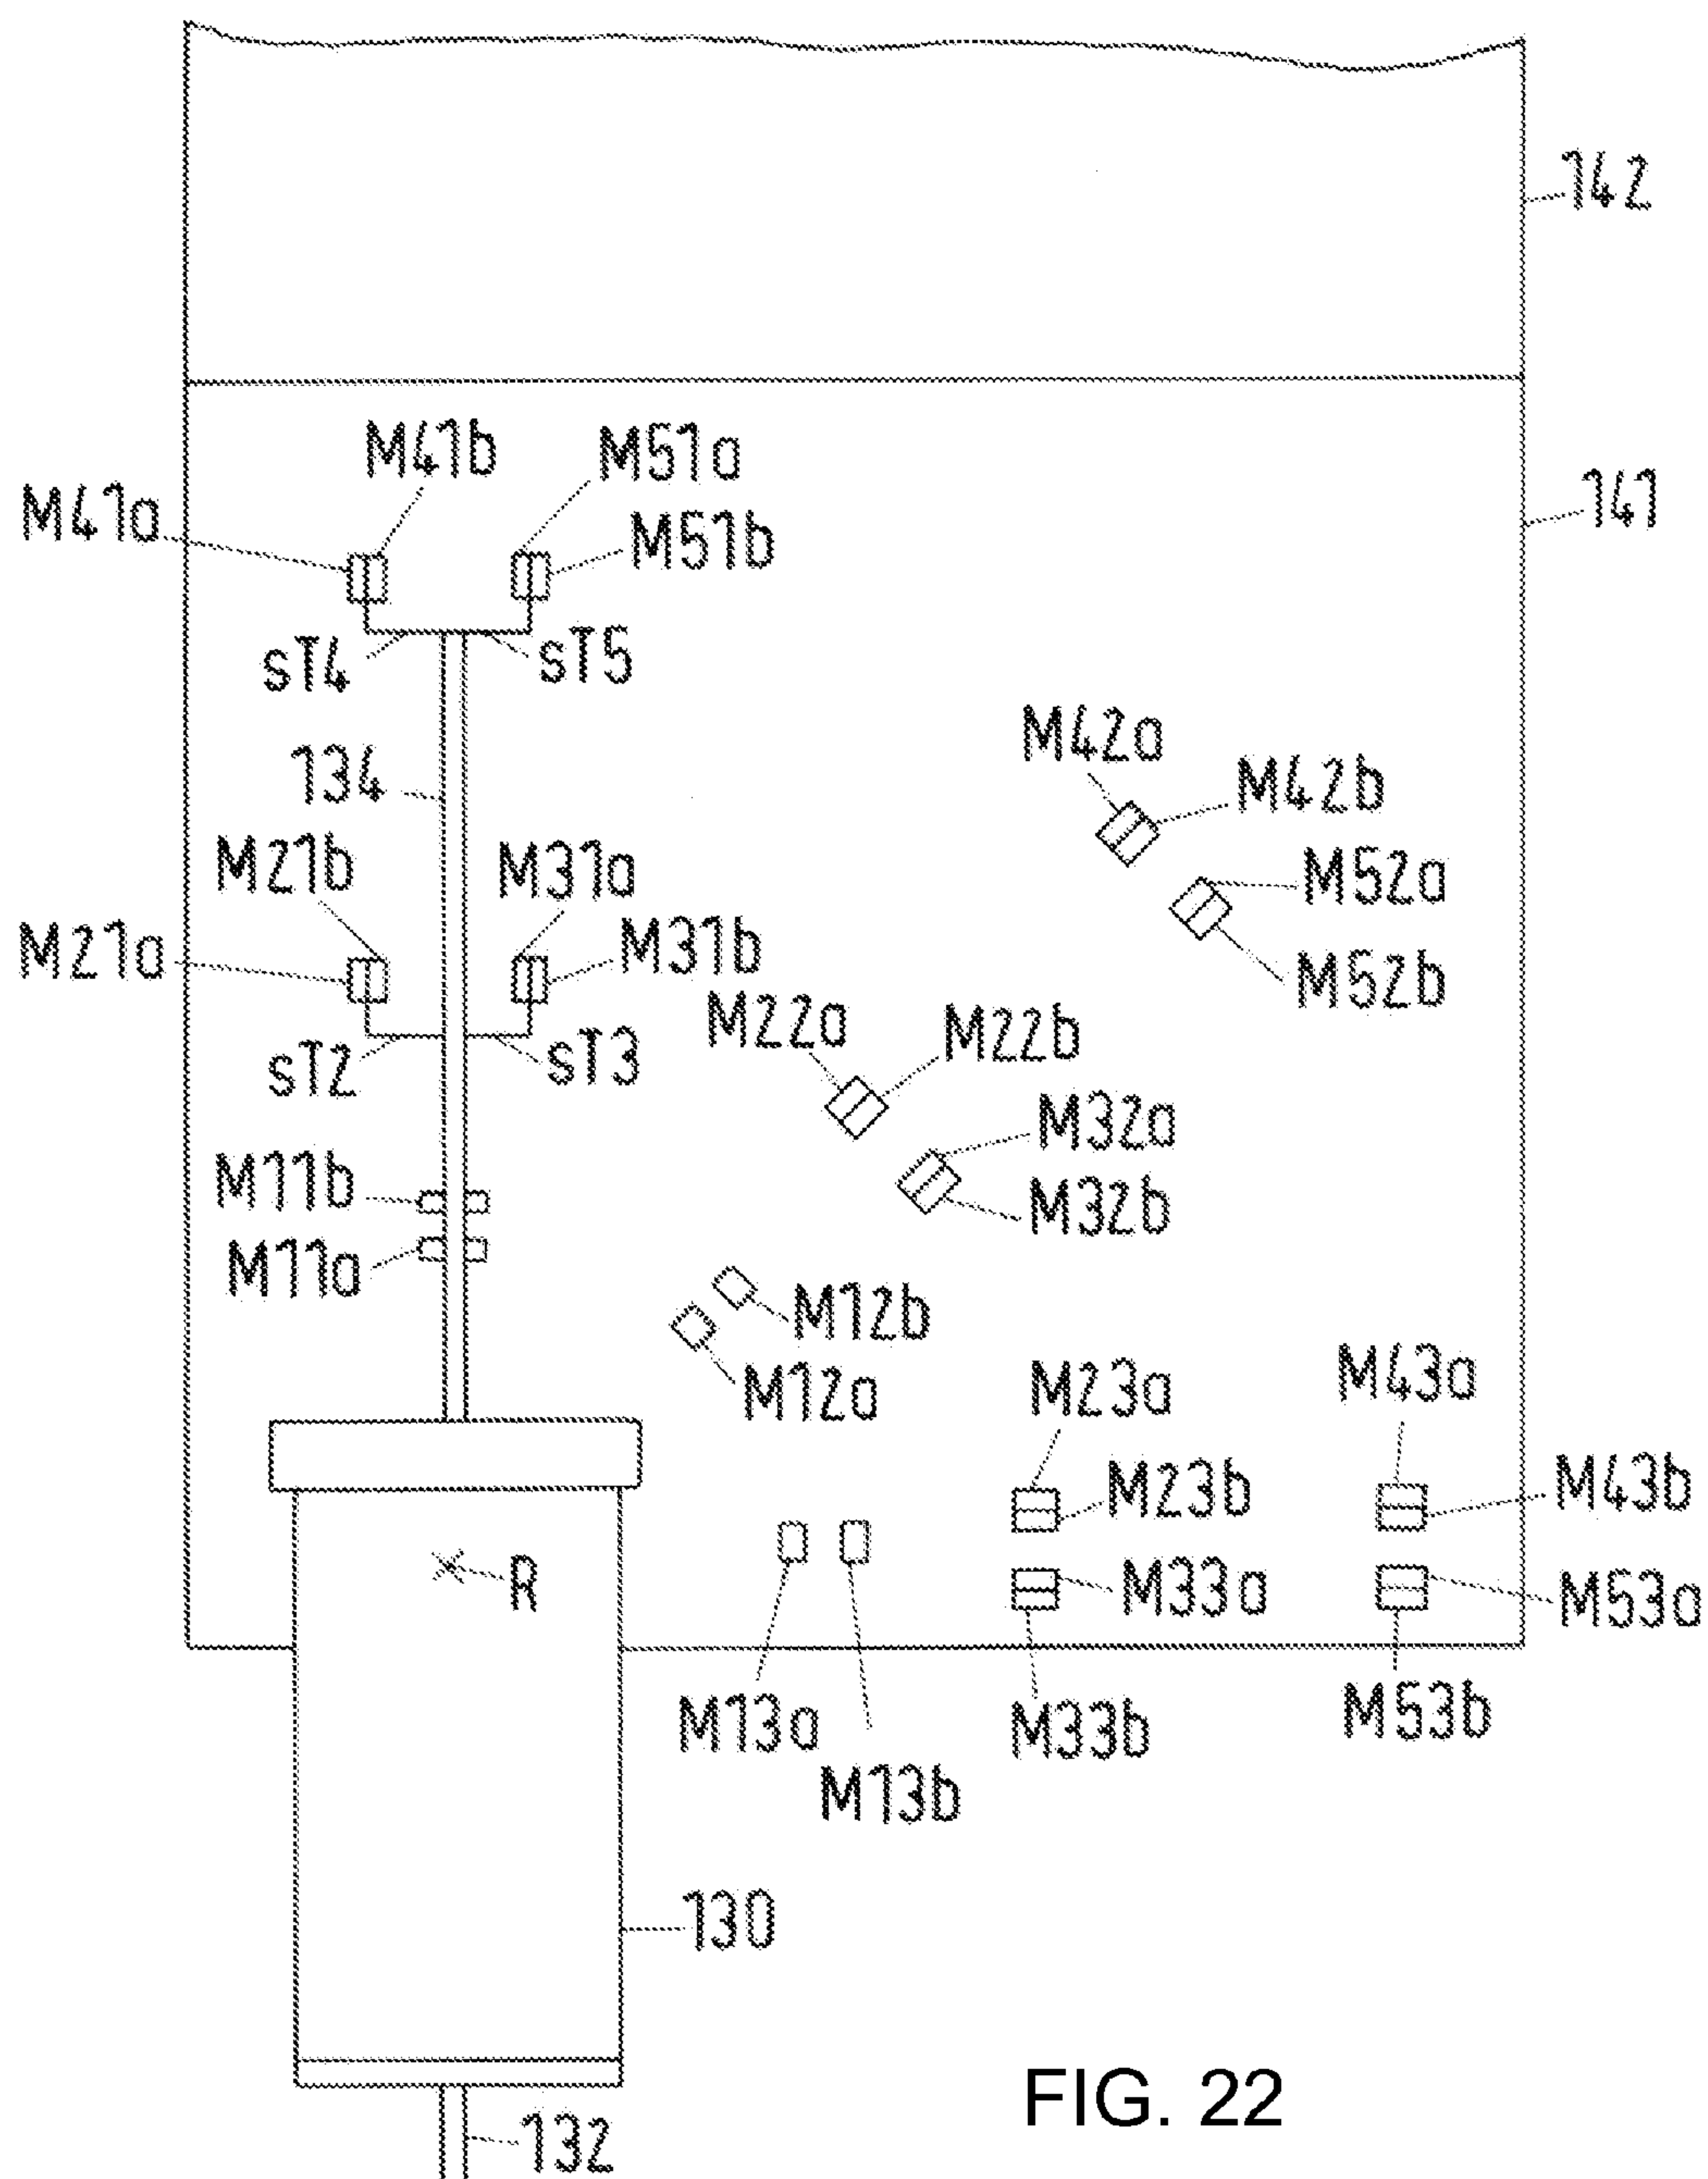 142
M41b
M51a
141
M41a
M51b
sT4
sT5
M42a
134
M42b
M21b
M31a
M52a
M21a
M31b
M52b
M22a
M22b
sT2
sT3
M32a
M11b
M32b
M11a
M12b
M12a
M23a
M43a
M23b
M43b
R
M33a
M53a
M13a
M33b
M53b
M13b
130
FIG. 22
132